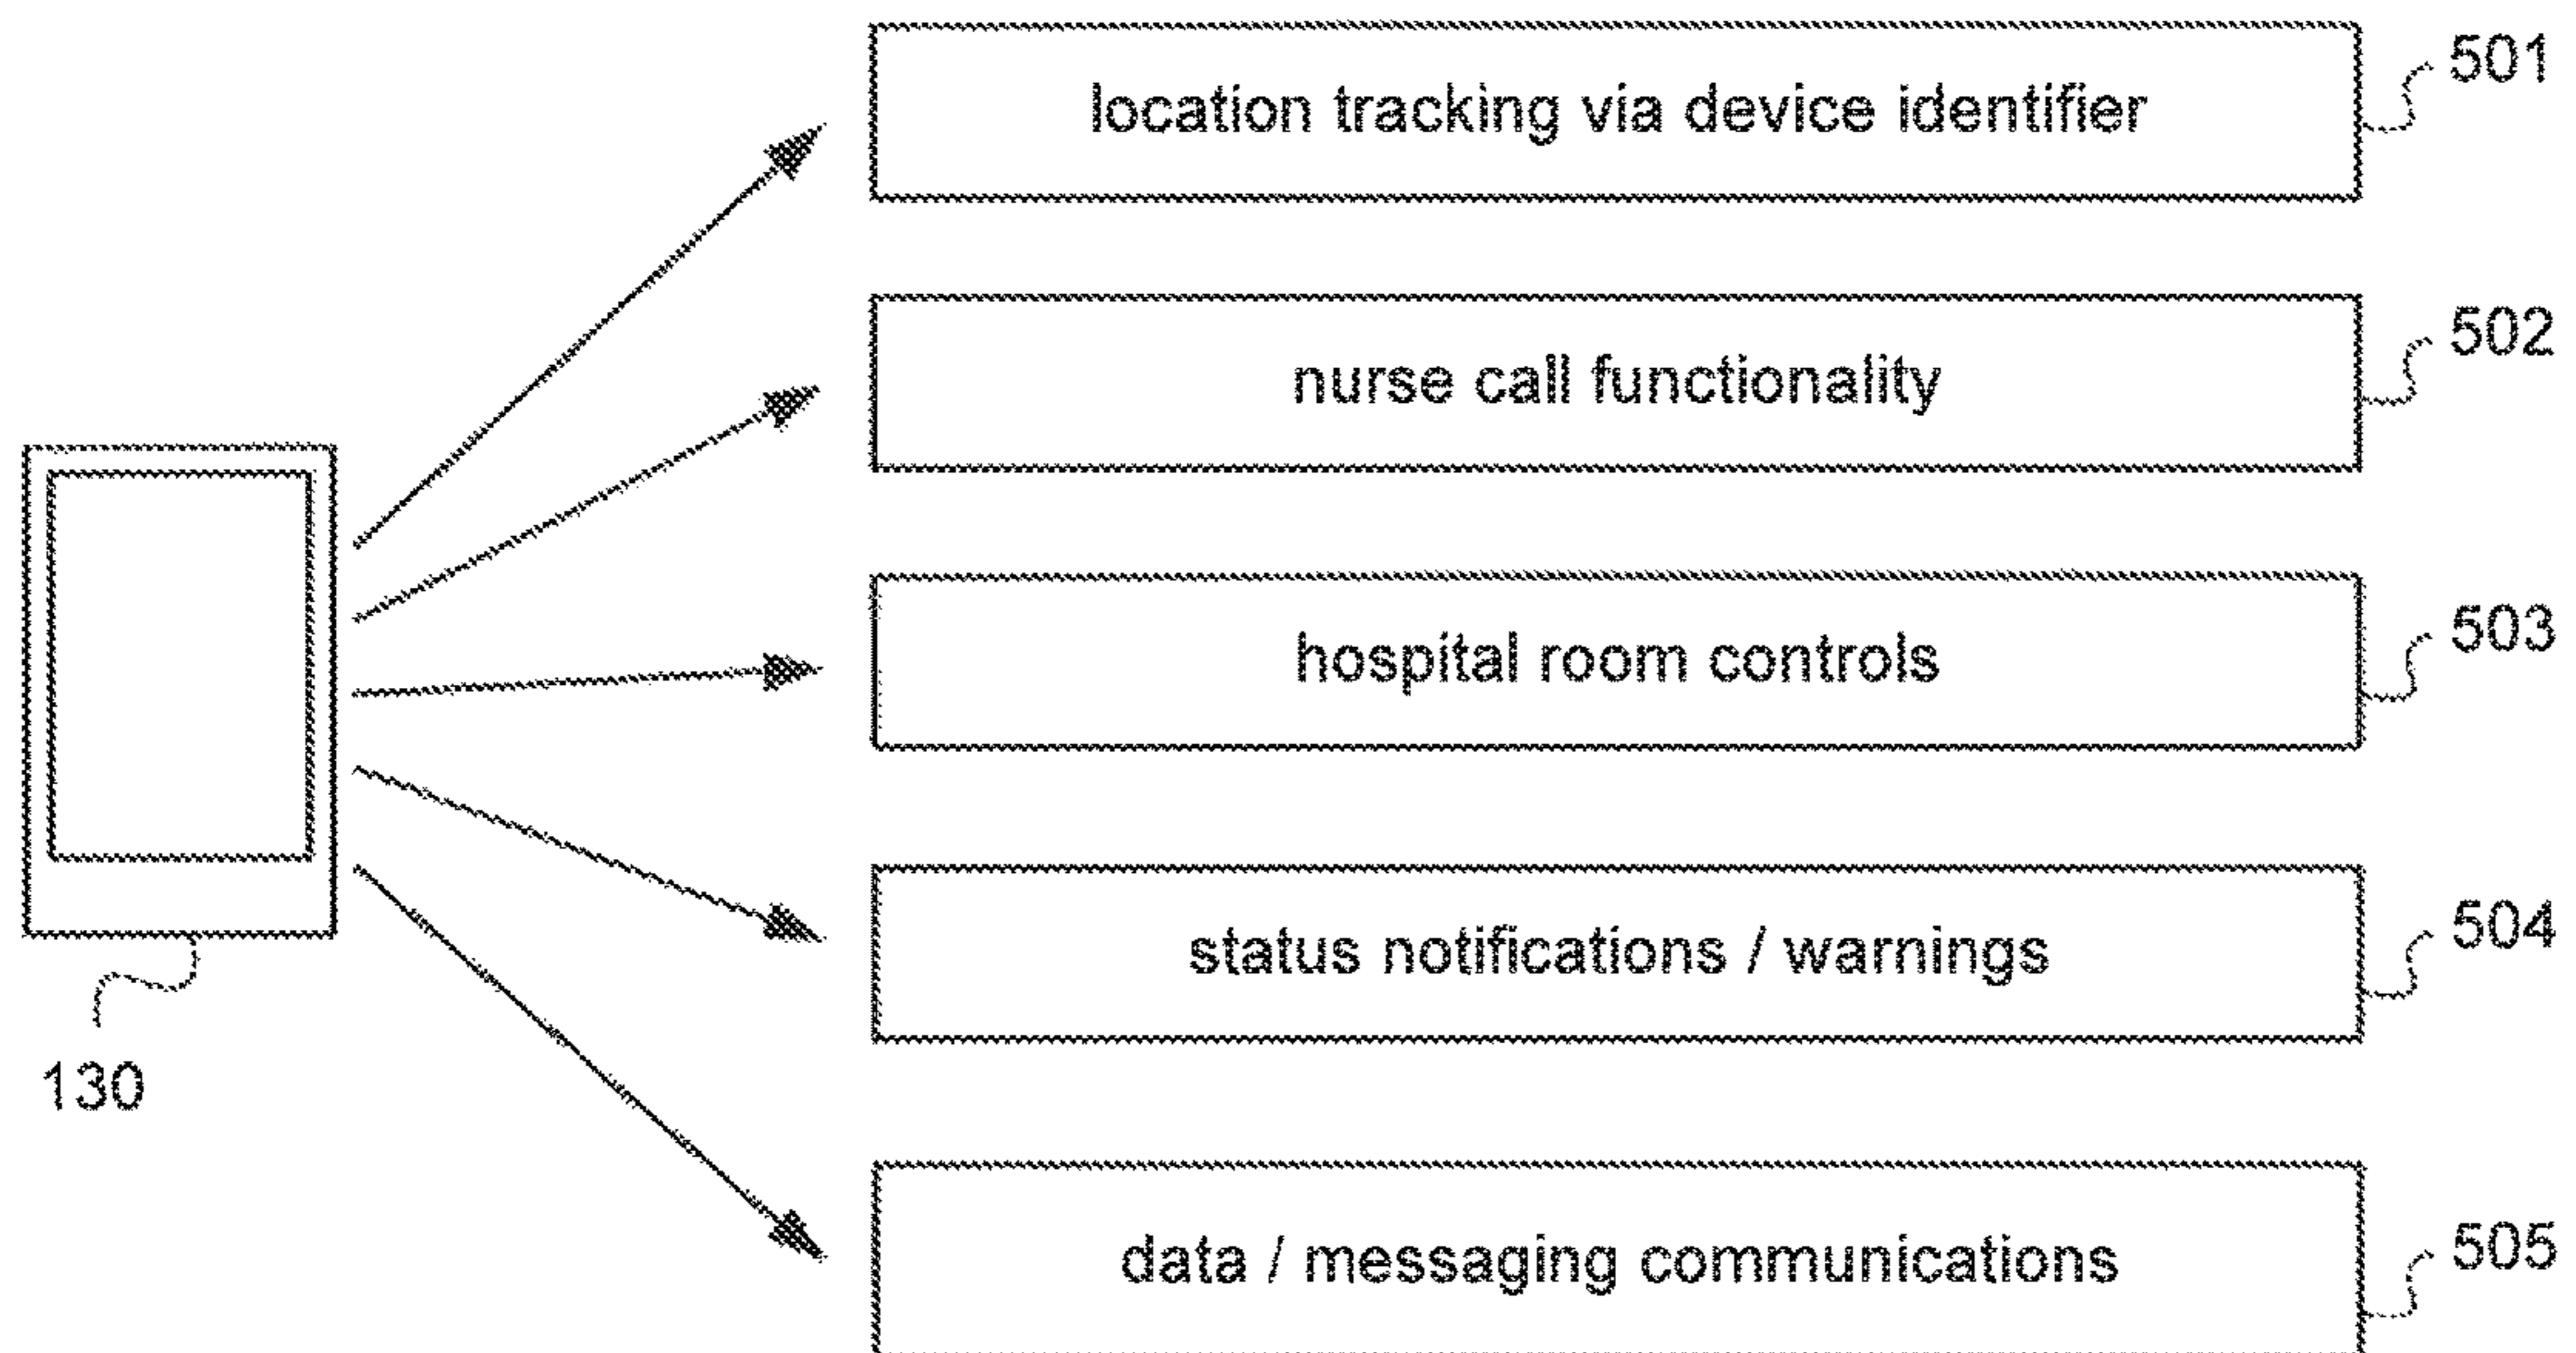 location tracking via device identifier
501
nurse call functionality
502
hospital room controls
503
status notifications / warnings
504
130
data / messaging communications
505